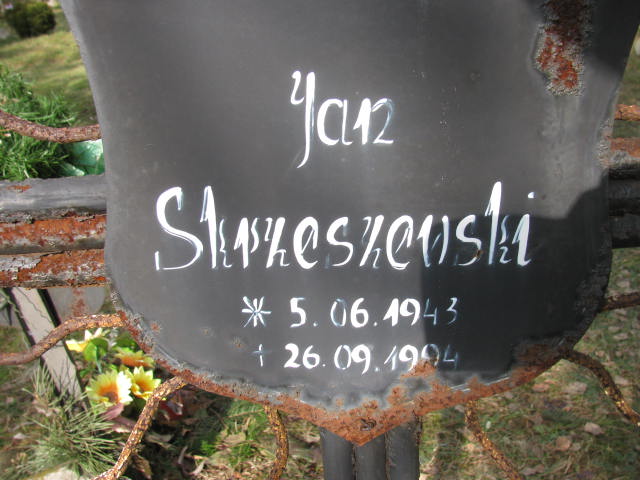 Jan
Skrzeszewski
* 5.06.1943
+ 26.09.1994